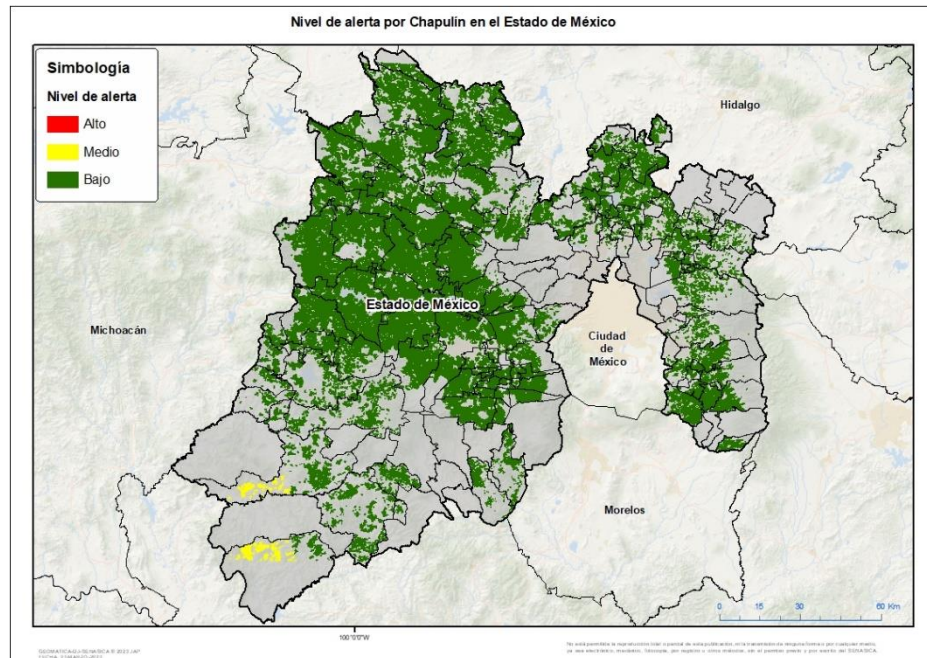 Nivel de alerta por Chapulín en el Estado de México
Simbología
Nivel de alerta
Alto
Medio
Bajo
Hidalgo
Michoacán
Estado de México
Ciudad
de
México
Morelos
0 15 30 60 Km
100°0'0"W